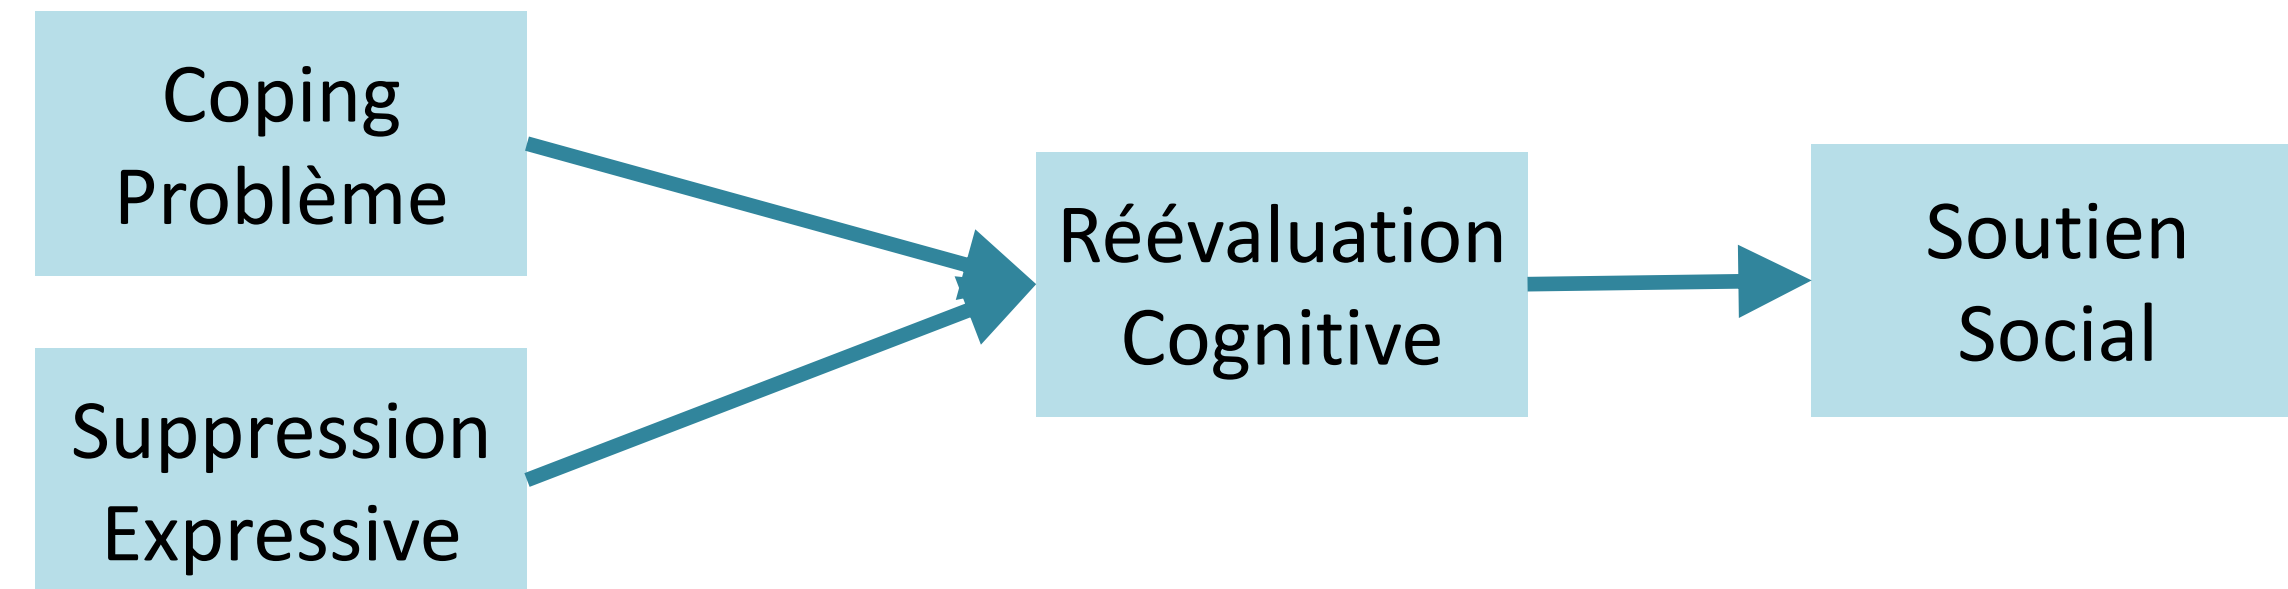 Coping
Problème
Suppression
Expressive
Réévaluation
Cognitive
Soutien
Social